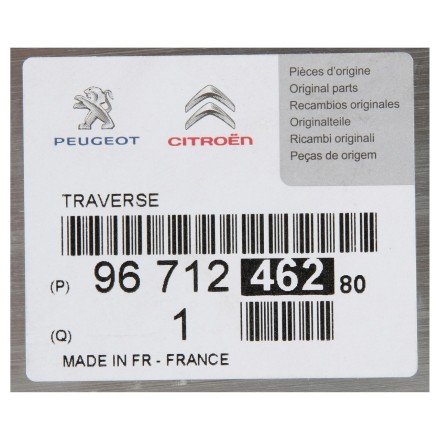 PEUGEOT
CITROËN
Pièces d'origine
Original parts
Recambios originales
Originalteile
Ricambi originali
Peças de origem
TRAVERSE
(P) 96 712 462 80
(Q) 1
MADE IN FR - FRANCE